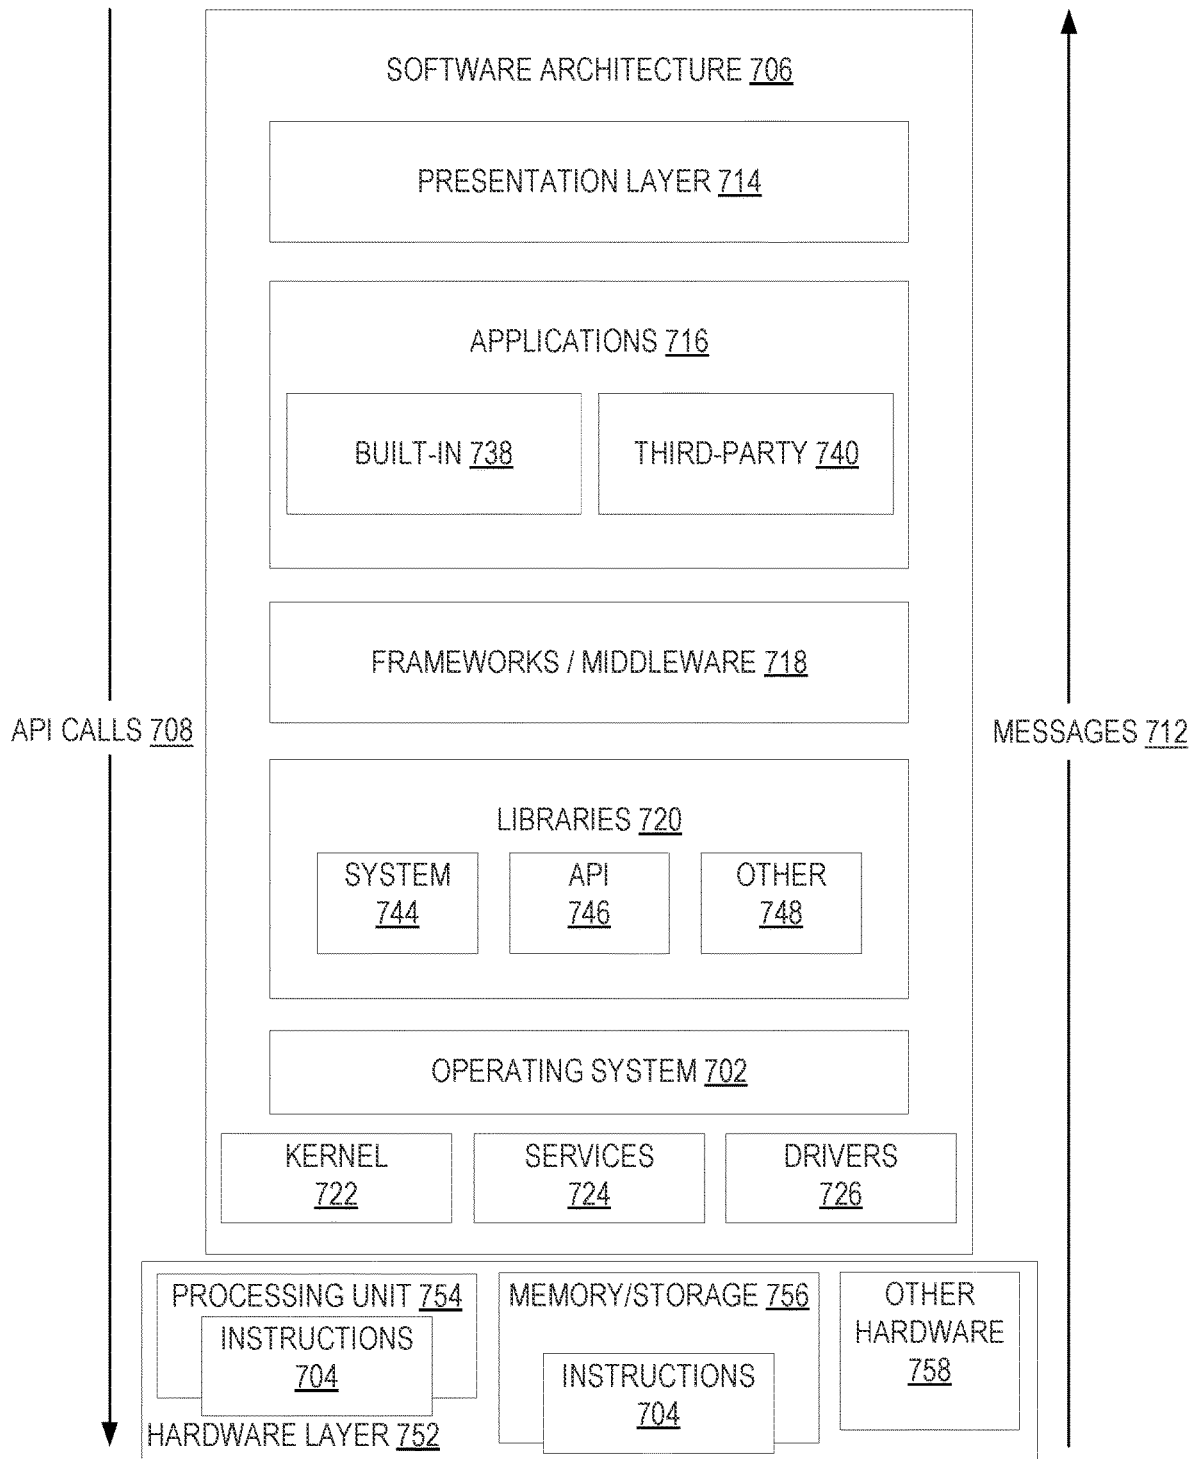 SOFTWARE ARCHITECTURE 706
PRESENTATION LAYER 714
APPLICATIONS 716
BUILT-IN 738
THIRD-PARTY 740
FRAMEWORKS / MIDDLEWARE 718
API CALLS 708
MESSAGES 712
LIBRARIES 720
SYSTEM
744
API
746
OTHER
748
OPERATING SYSTEM 702
KERNEL
722
SERVICES
724
DRIVERS
726
PROCESSING UNIT 754
INSTRUCTIONS
704
MEMORY/STORAGE 756
INSTRUCTIONS
704
OTHER
HARDWARE
758
HARDWARE LAYER 752